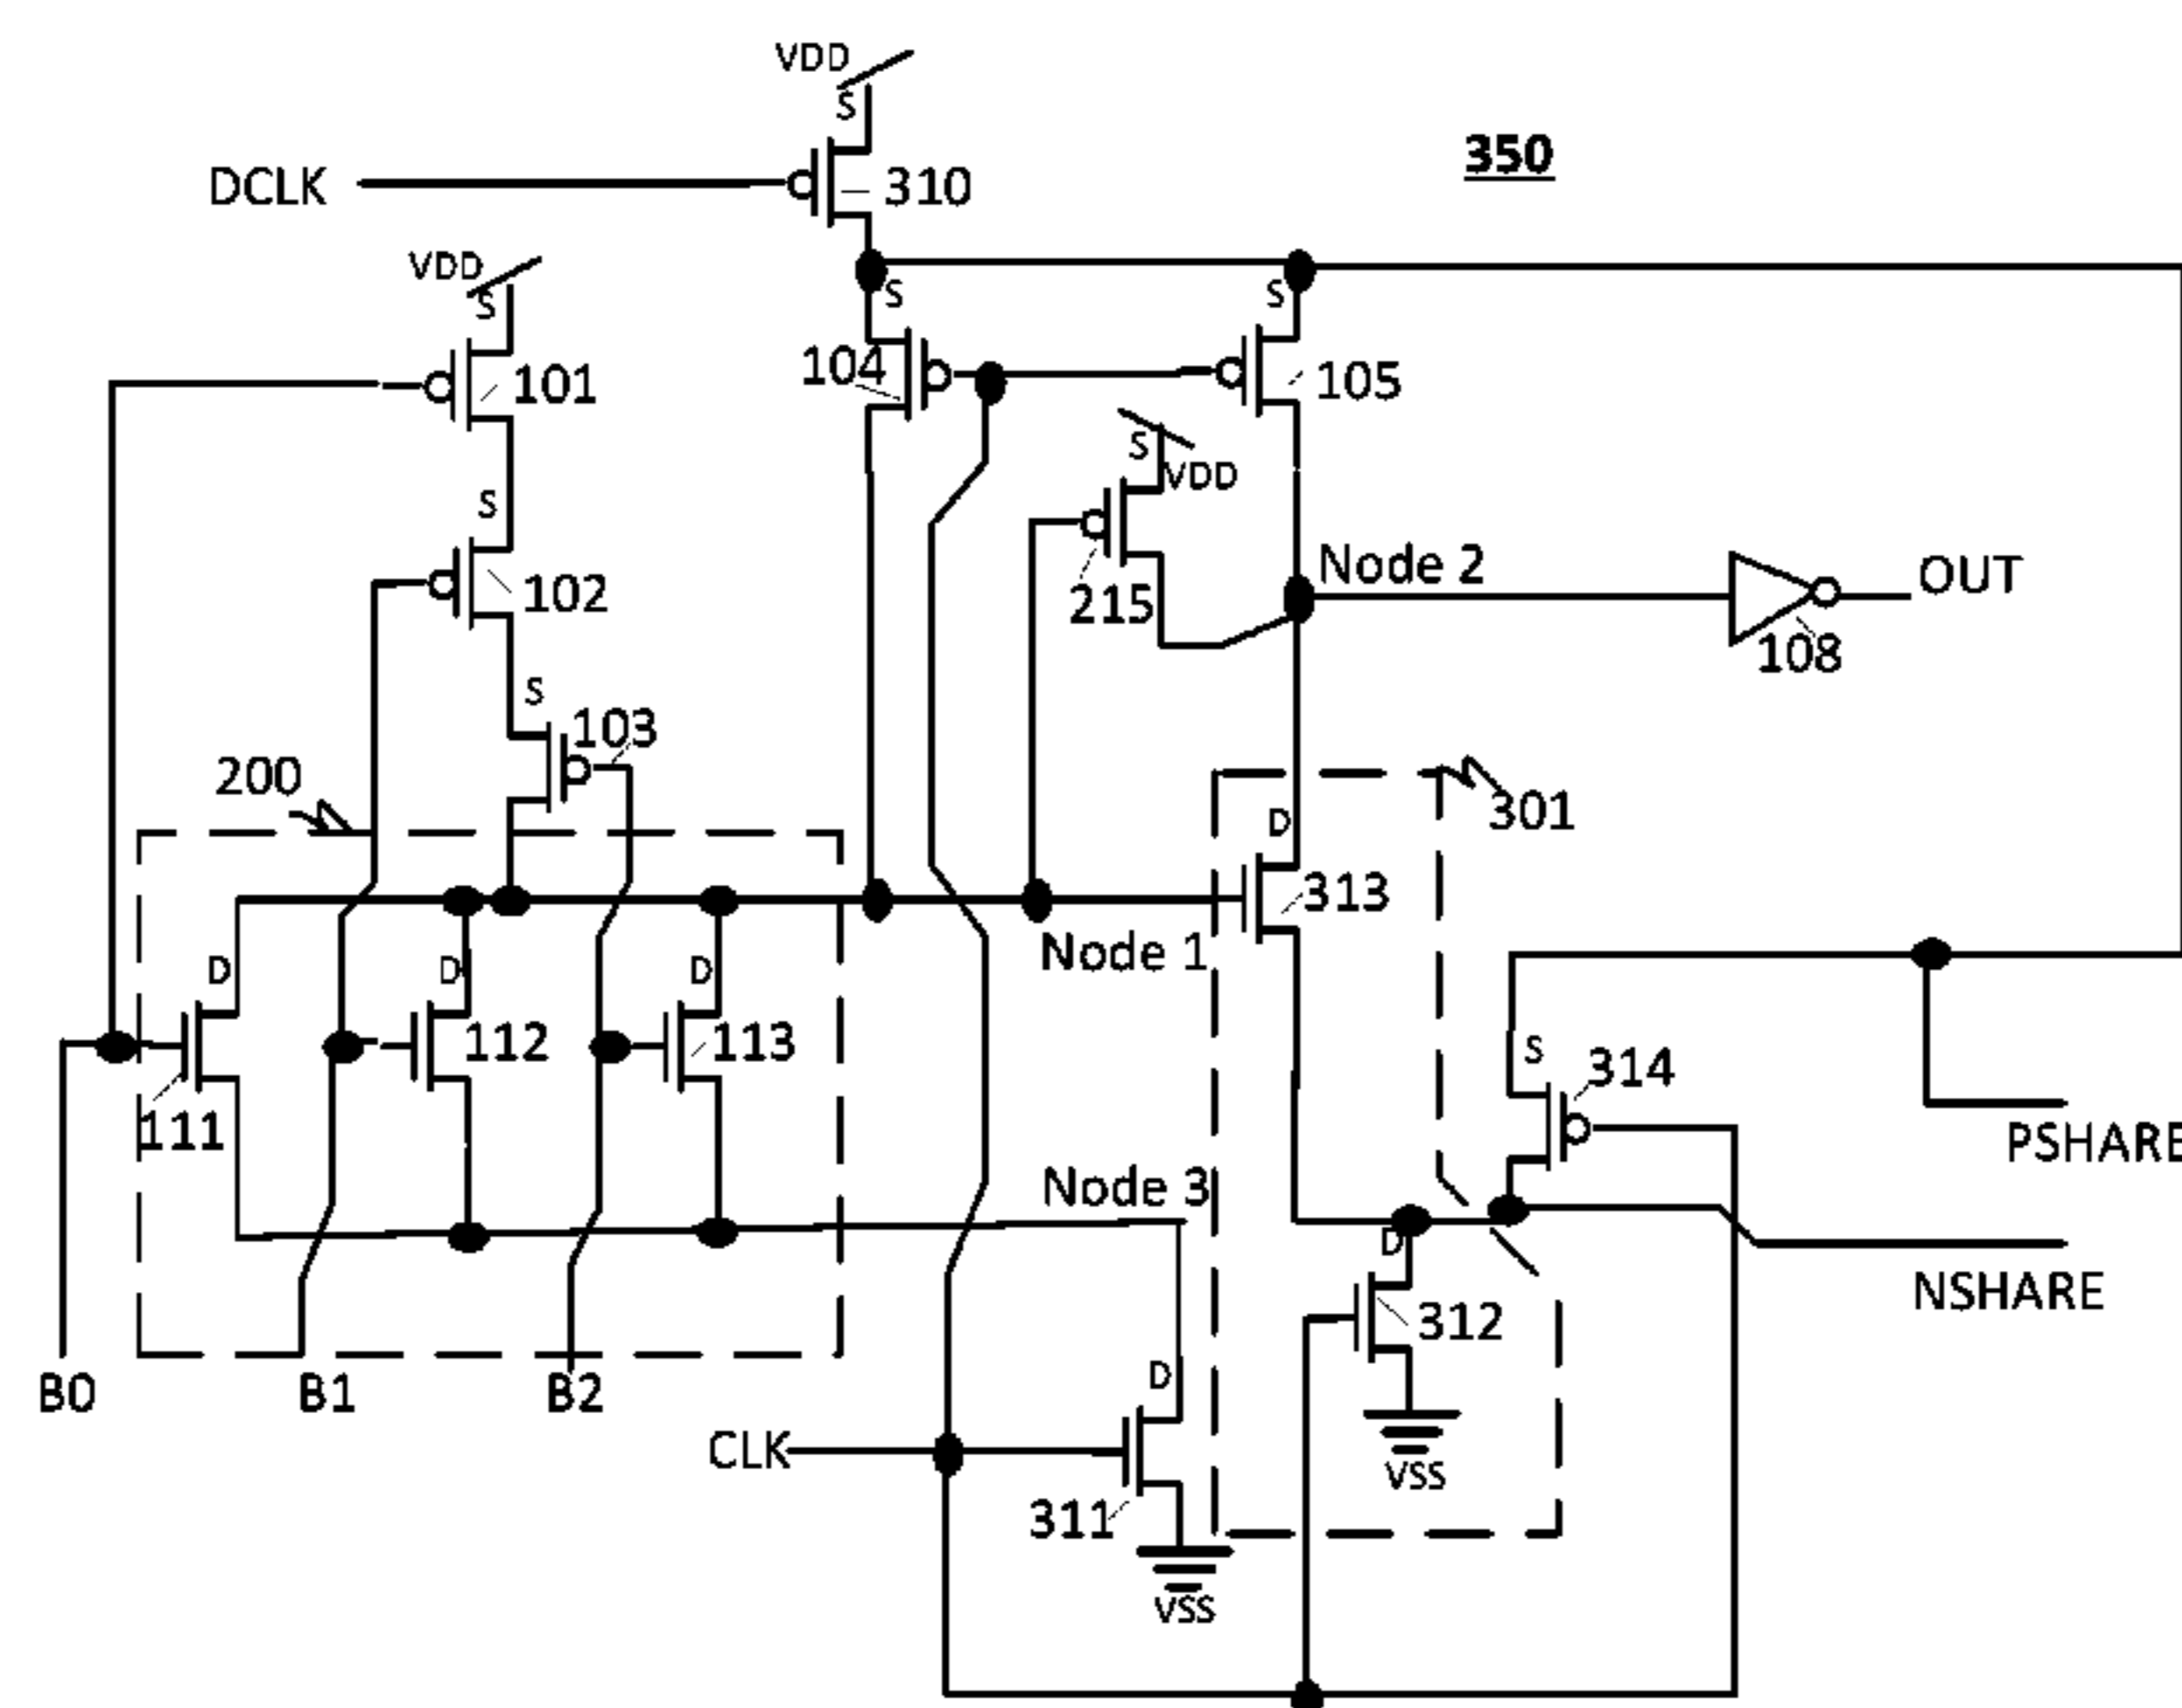 VDD
S
350
DCLK
310
VDD
S
S
S
101
104
105
S
VDD
S
102
215
Node 2
OUT
108
S
103
200
301
D
313
Node 1
D
D
D
111
112
113
S
314
PSHARE
Node 3
D
312
NSHARE
VSS
B0
B1
B2
D
CLK
311
VSS